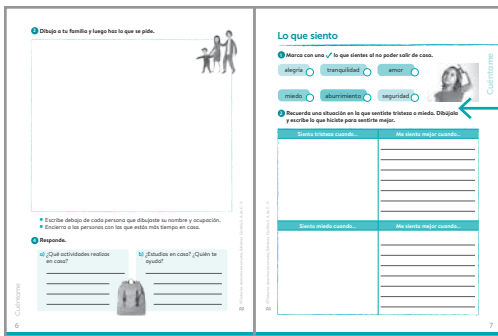 3 Dibuja a tu familia y luego haz lo que se pide.
Escribe debajo de cada persona que dibujaste su nombre y ocupación.
Encierra a las personas con las que estás más tiempo en casa.
4 Responde.
a) ¿Qué actividades realizas
en casa?
b) ¿Estudias en casa? ¿Quién te
ayuda?
Cuéntame
6
Lo que siento
1 Marca con una ✓ lo que sientes al no poder salir de casa.
alegría
tranquilidad
amor
miedo
aburrimiento
seguridad
Cuéntame
2 Recuerda una situación en la que sentiste tristeza o miedo. Dibújala
y escribe lo que hiciste para sentirte mejor.
Siento tristeza cuando...
Me siento mejor cuando...
Siento miedo cuando...
Me siento mejor cuando...
7